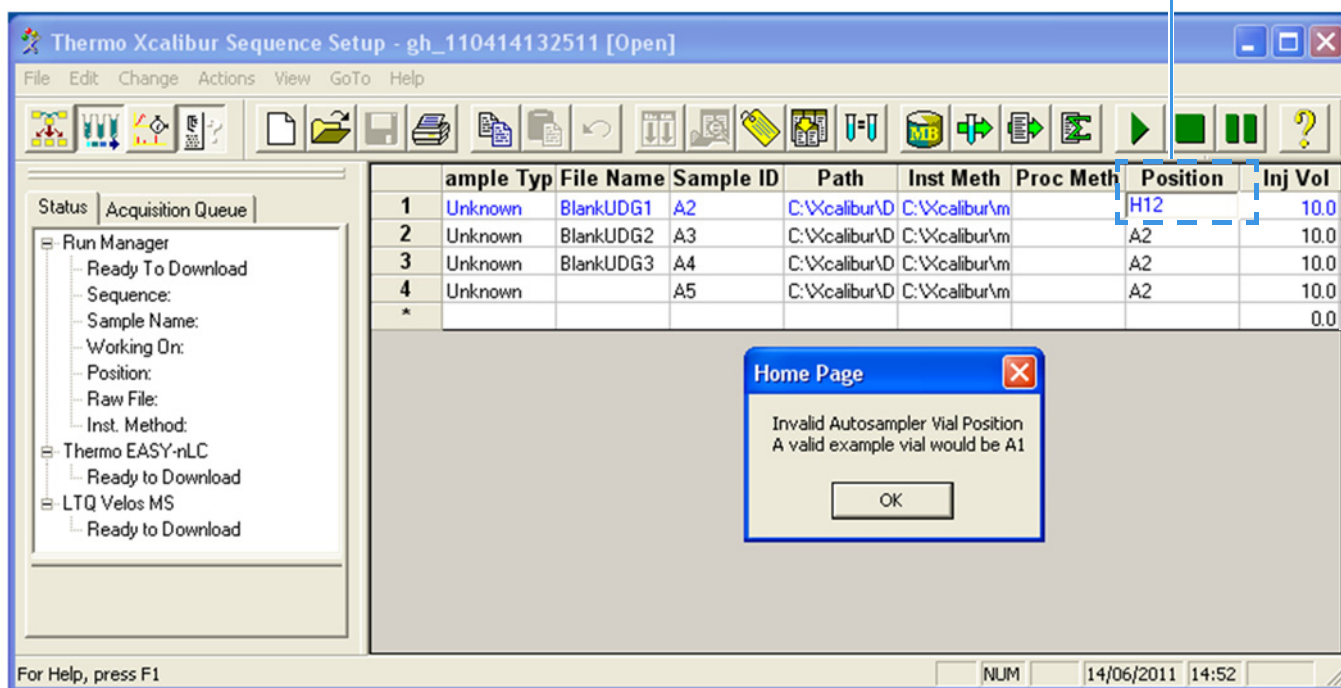 Thermo Xcalibur Sequence Setup - gh_110414132511 [Open]
File Edit Change Actions View GoTo Help
MB
Status Acquisition Queue
Run Manager
Ready To Download
Sequence:
Sample Name:
Working On:
Position:
Raw File:
Inst. Method:
Thermo EASY-nLC
Ready to Download
LTQ Velos MS
Ready to Download
ample Typ File Name Sample ID Path Inst Meth Proc Meth Position Inj Vol
1 Unknown BlankUDG1 A2 C:\Xcalibur\D C:\Xcalibur\m H12 10.0
2 Unknown BlankUDG2 A3 C:\Xcalibur\D C:\Xcalibur\m A2 10.0
3 Unknown BlankUDG3 A4 C:\Xcalibur\D C:\Xcalibur\m A2 10.0
4 Unknown A5 C:\Xcalibur\D C:\Xcalibur\m A2 10.0
* 0.0
Home Page
Invalid Autosampler Vial Position
A valid example vial would be A1
OK
For Help, press F1 NUM 14/06/2011 14:52